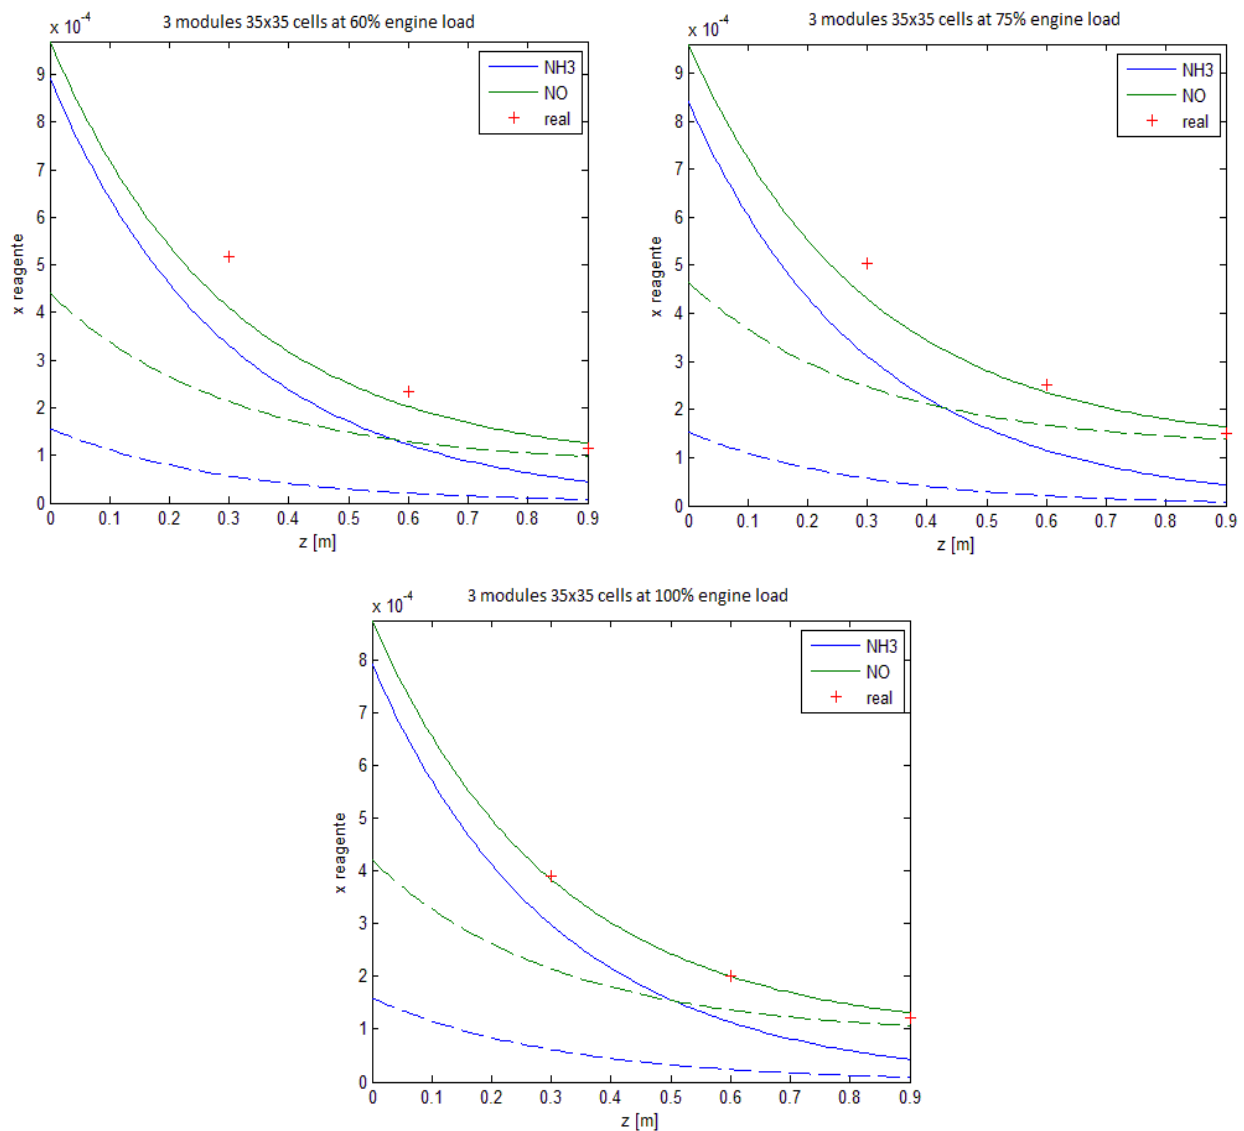 3 modules 35x35 cells at 60% engine load
x 10-4
NH3
NO
real
9
8
7
6
5
4
3
2
1
0
x reagente
0 0.1 0.2 0.3 0.4 0.5 0.6 0.7 0.8 0.9
z [m]
3 modules 35x35 cells at 75% engine load
x 10-4
NH3
NO
real
9
8
7
6
5
4
3
2
1
0
x reagente
0 0.1 0.2 0.3 0.4 0.5 0.6 0.7 0.8 0.9
z [m]
3 modules 35x35 cells at 100% engine load
x 10-4
NH3
NO
real
8
7
6
5
4
3
2
1
0
x reagente
0 0.1 0.2 0.3 0.4 0.5 0.6 0.7 0.8 0.9
z [m]